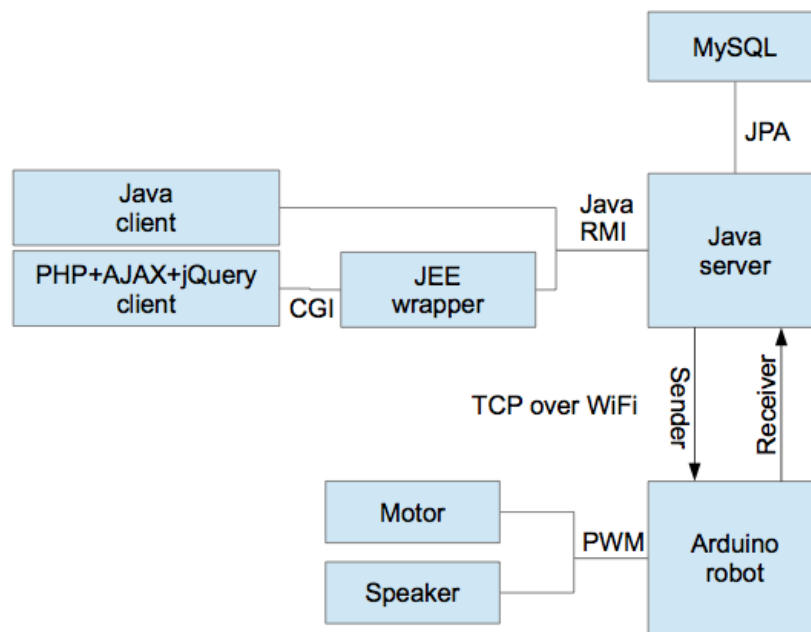 MySQL
JPA
Java
client
Java
RMI
Java
server
PHP+AJAX+jQuery
client
CGI
JEE
wrapper
TCP over WiFi
Sender
Receiver
Motor
PWM
Arduino
robot
Speaker